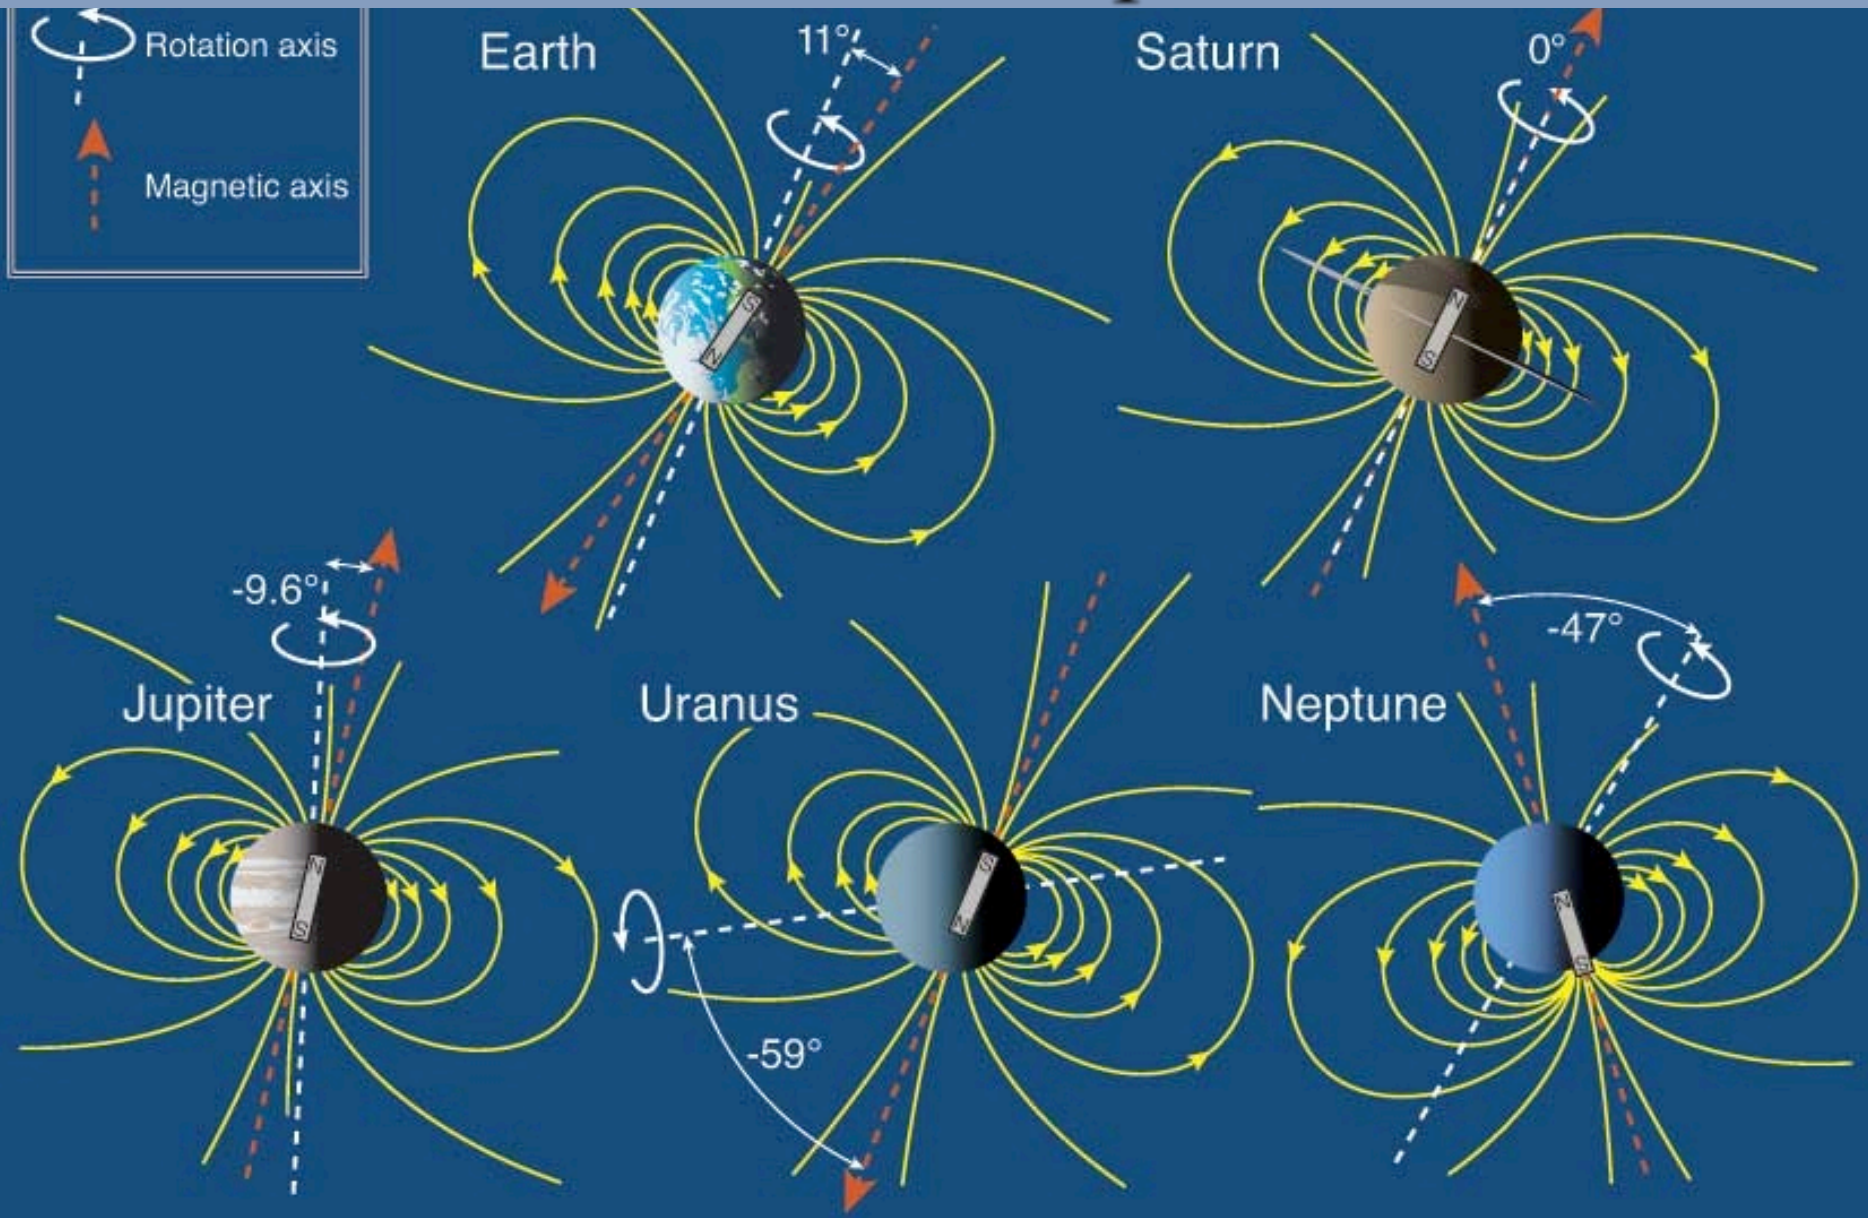 Rotation axis
Magnetic axis
Earth
11°
S
N
Saturn
0°
N
S
Jupiter
-9.6°
N
S
Uranus
-59°
S
N
Neptune
-47°
N
S